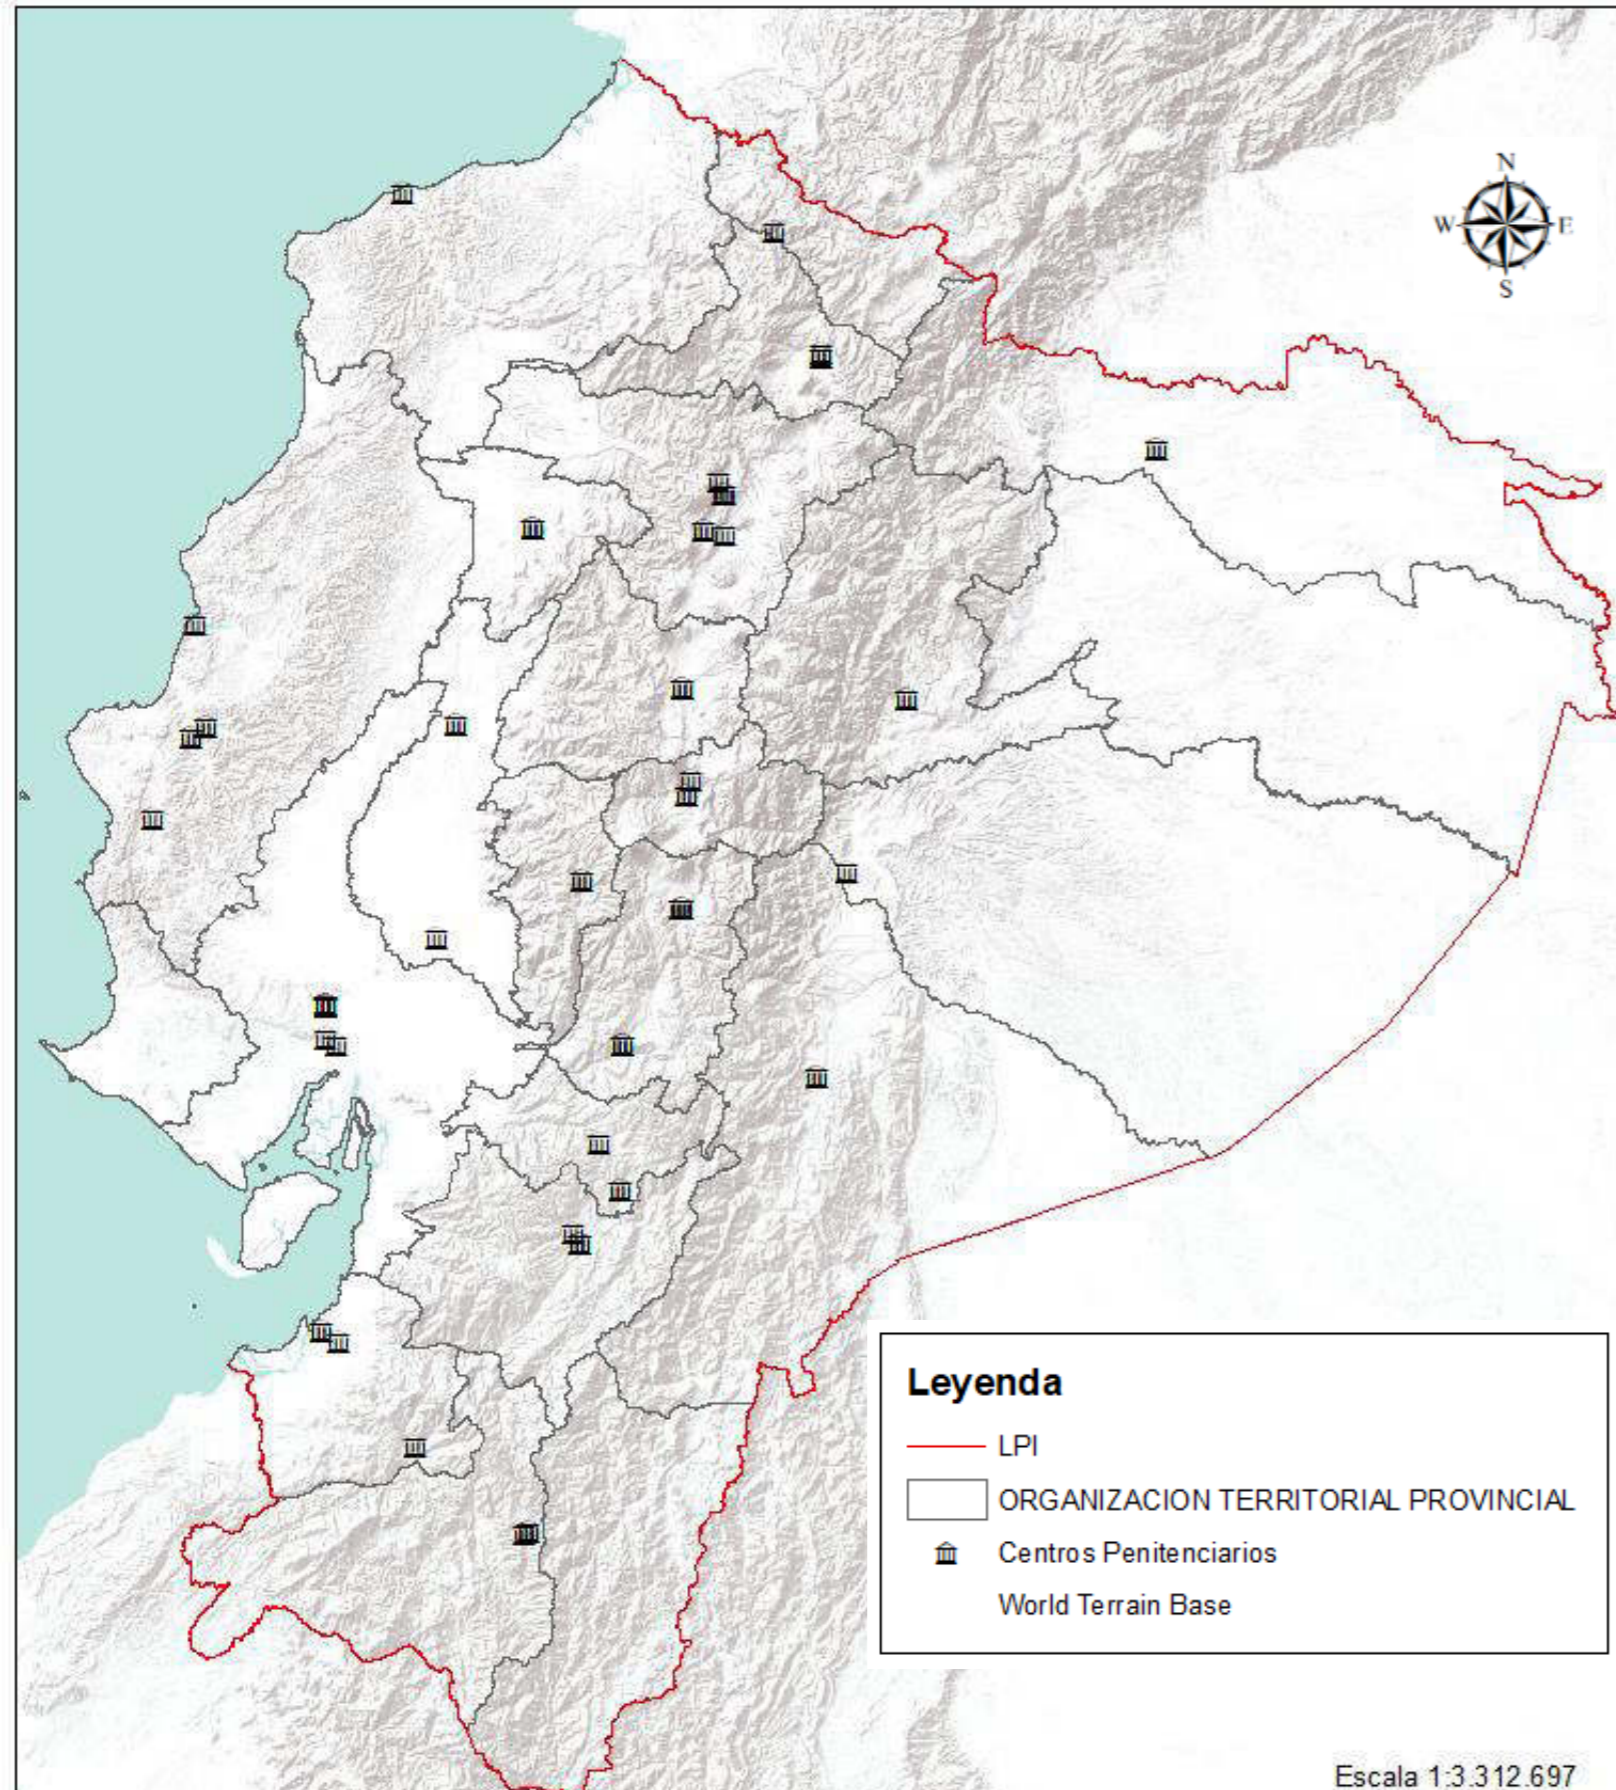 N
W E
S
Leyenda
LPI
ORGANIZACION TERRITORIAL PROVINCIAL
Centros Penitenciarios
World Terrain Base
Escala 1:3.312.697